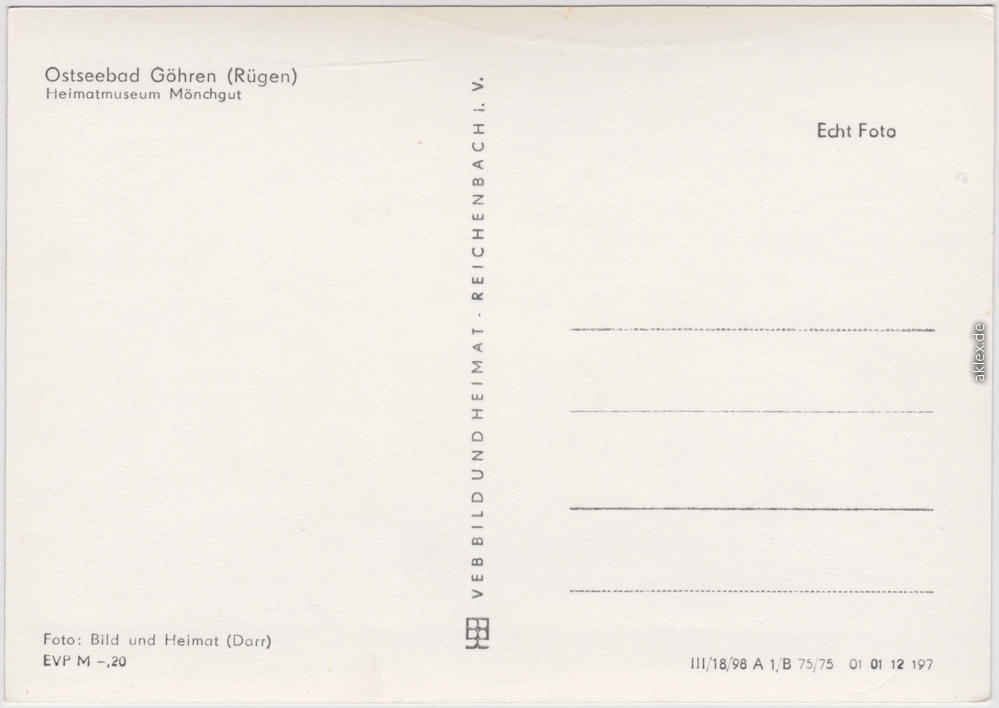 Ostseebad Göhren (Rügen)
Heimatmuseum Mönchgut
Foto: Bild und Heimat (Darr)
EVP M –,20
VEB BILD UND HEIMAT - REICHENBACH i. V.
Echt Foto
III/18/98 A 1/B 75/75 01 01 12 197
aklex.de